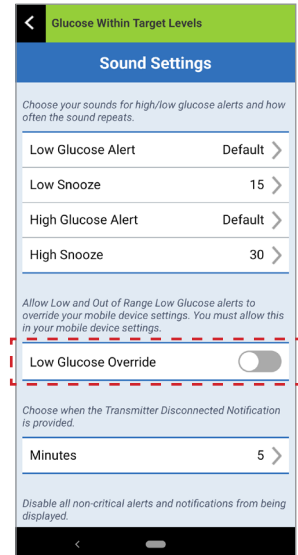 Glucose Within Target Levels
Sound Settings
Choose your sounds for high/low glucose alerts and how
often the sound repeats.
Low Glucose Alert Default
Low Snooze 15
High Glucose Alert Default
High Snooze 30
Allow Low and Out of Range Low Glucose alerts to
override your mobile device settings. You must allow this
in your mobile device settings.
Low Glucose Override
Choose when the Transmitter Disconnected Notification
is provided.
Minutes 5
Disable all non-critical alerts and notifications from being
displayed.